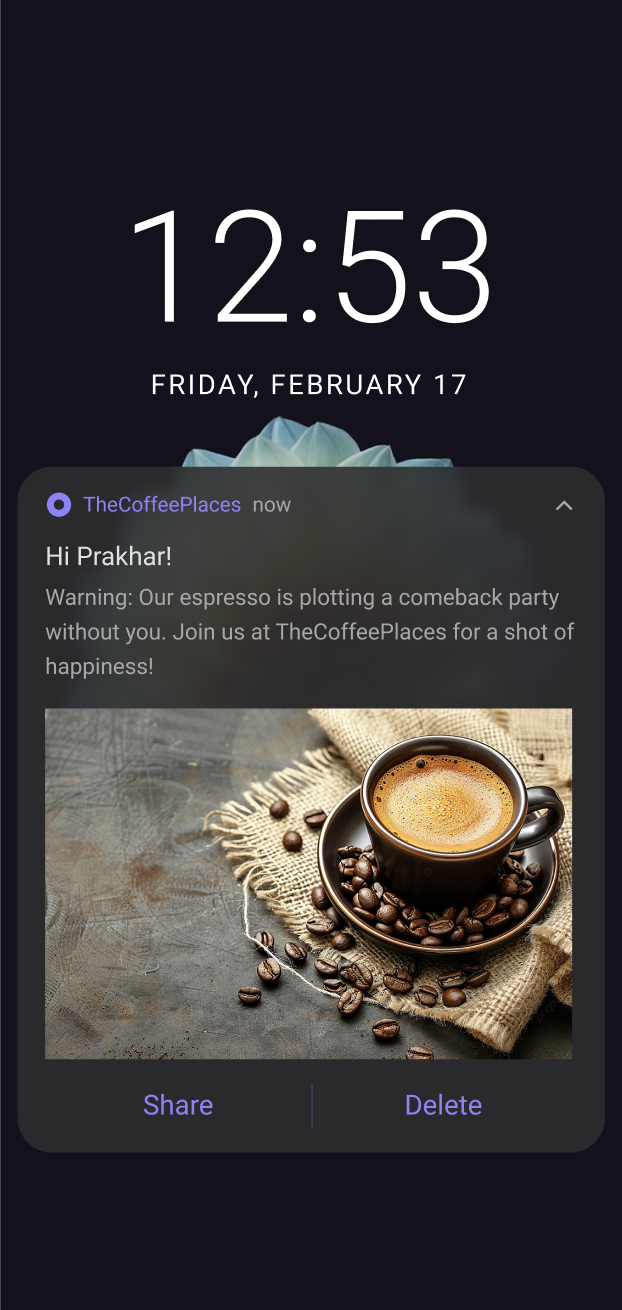 12:53
FRIDAY, FEBRUARY 17
TheCoffeePlaces now
Hi Prakhar!
Warning: Our espresso is plotting a comeback party
without you. Join us at TheCoffeePlaces for a shot of
happiness!
Share Delete